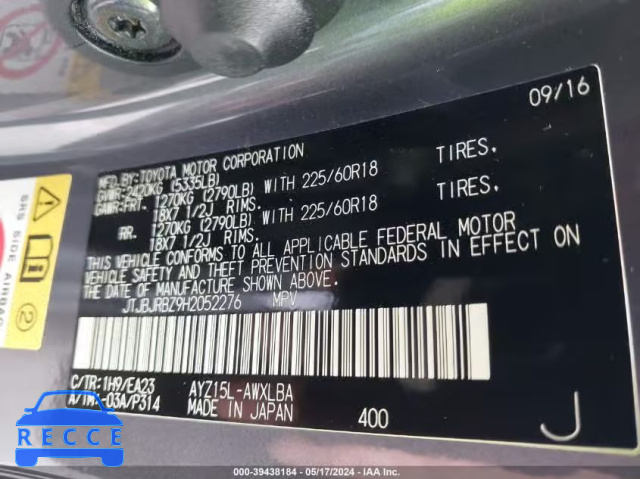 09/16
MFD.BY:TOYOTA MOTOR CORPORATION
GVWR:2420KG (5335LB)
GAWR:FRT. 1270KG (2790LB) WITH 225/60R18 TIRES,
18X7 1/2J RIMS.
RR. 1270KG (2790LB) WITH 225/60R18 TIRES,
18X7 1/2J RIMS.
THIS VEHICLE CONFORMS TO ALL APPLICABLE FEDERAL MOTOR
VEHICLE SAFETY AND THEFT PREVENTION STANDARDS IN EFFECT ON
THE DATE OF MANUFACTURE SHOWN ABOVE.
JTJBJRBZ9H2052276 MPV
C/TR: 1H9/EA23 AYZ15L-AWXLBA
A/TM: -03A/P314 MADE IN JAPAN 400 J
SRS SIDE AIRBAG
2
RECCE
000-39438184 — 05/17/2024 — IAA Inc.